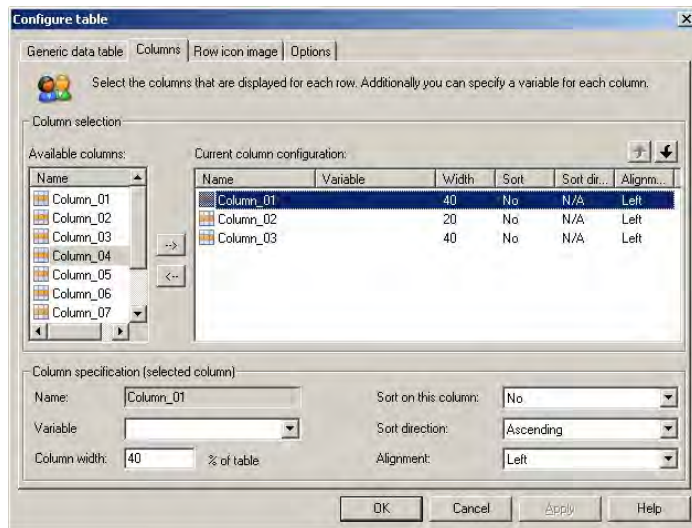 Configure table
Generic data table Columns Row icon image Options
Select the columns that are displayed for each row. Additionally you can specify a variable for each column.
Column selection
Available columns: Current column configuration:
Name Name Variable Width Sort Sort dir... Alignm...
Column_01 Column_01 40 No N/A Left
Column_02 Column_02 20 No N/A Left
Column_03 Column_03 40 No N/A Left
Column_04
Column_05
Column_06
Column_07
--> 
<--
Column specification (selected column)
Name: Column_01 Sort on this column: No
Variable Sort direction: Ascending
Column width: 40 % of table Alignment: Left
OK Cancel Apply Help